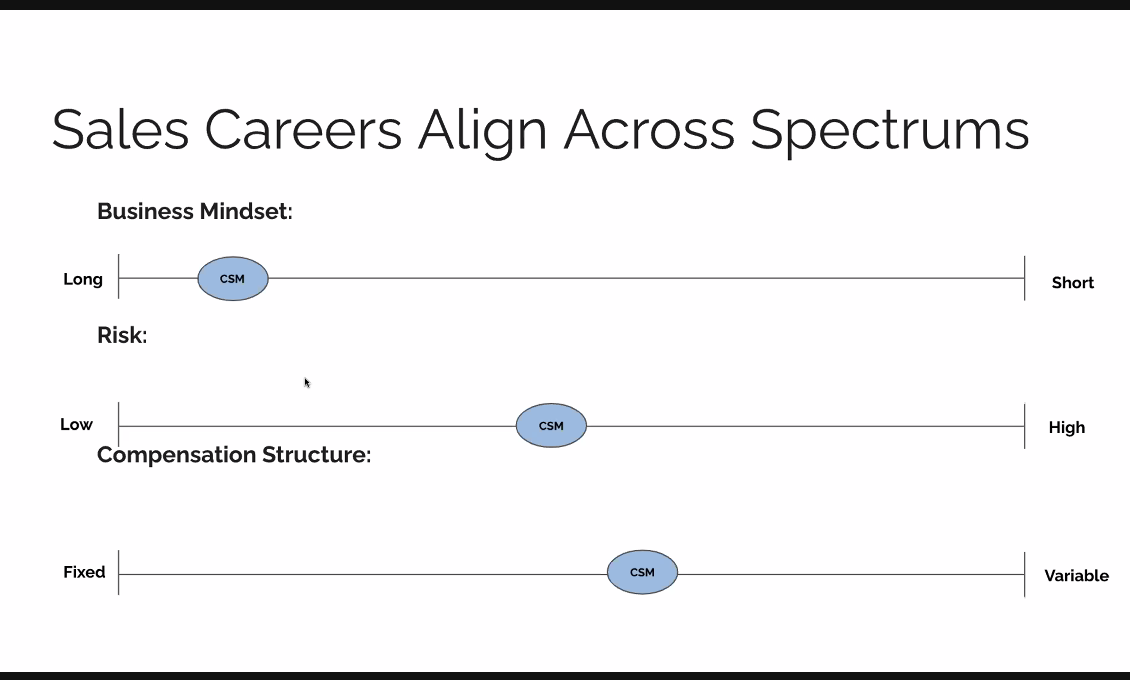 Sales Careers Align Across Spectrums
Business Mindset:
Long
CSM
Short
Risk:
Low
CSM
High
Compensation Structure:
Fixed
CSM
Variable